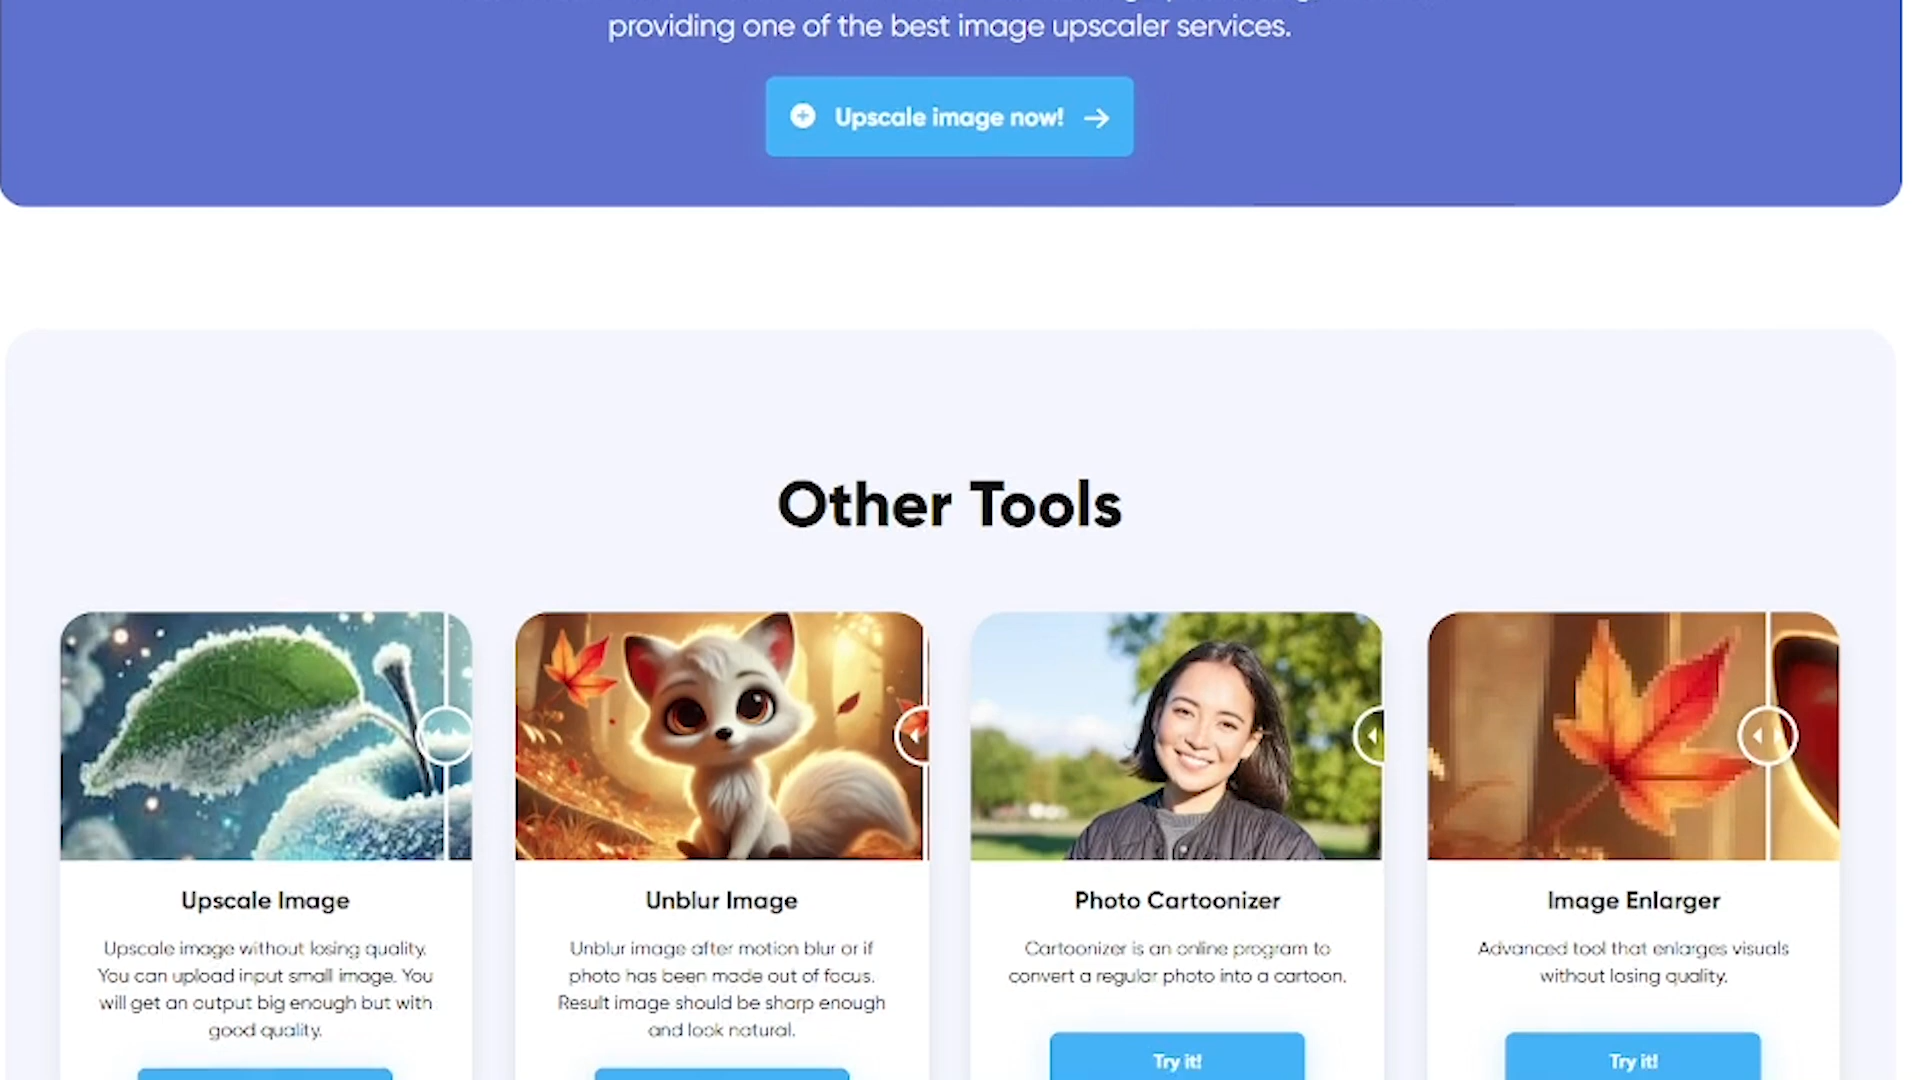 providing one of the best image upscaler services.
Upscale image now!
Other Tools
Upscale Image
Upscale image without losing quality.
You can upload input small image. You
will get an output big enough but with
good quality.
Unblur Image
Unblur image after motion blur or if
photo has been made out of focus.
Result image should be sharp enough
and look natural.
Photo Cartoonizer
Cartoonizer is an online program to
convert a regular photo into a cartoon.
Try it!
Image Enlarger
Advanced tool that enlarges visuals
without losing quality.
Try it!